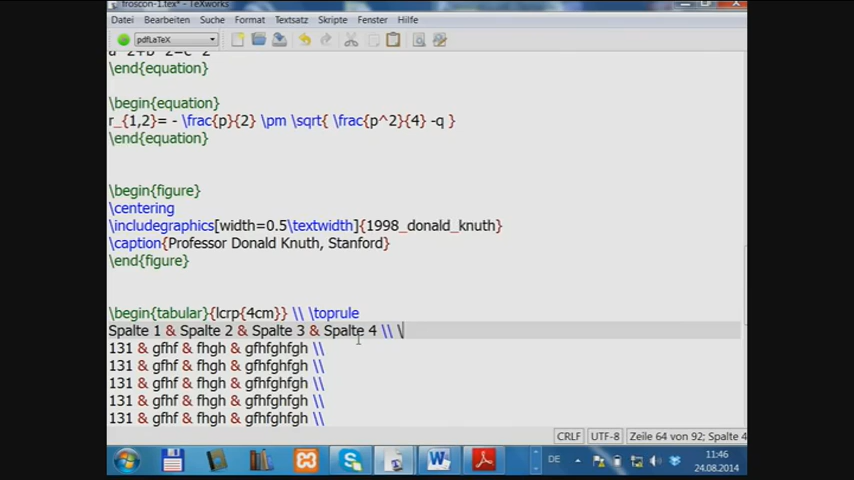 froscon-1.tex* - TeXworks
Datei Bearbeiten Suche Format Textsatz Skripte Fenster Hilfe
pdfLaTeX
a^2+b^2=c^2
\end{equation}
\begin{equation}
r_{1,2}= - \frac{p}{2} \pm \sqrt{ \frac{p^2}{4} -q }
\end{equation}
\begin{figure}
\centering
\includegraphics[width=0.5\textwidth]{1998_donald_knuth}
\caption{Professor Donald Knuth, Stanford}
\end{figure}
\begin{tabular}{lcrp{4cm}} \\ \toprule
Spalte 1 & Spalte 2 & Spalte 3 & Spalte 4 \\ \
131 & gfhf & fhgh & gfhfghfgh \\
131 & gfhf & fhgh & gfhfghfgh \\
131 & gfhf & fhgh & gfhfghfgh \\
131 & gfhf & fhgh & gfhfghfgh \\
131 & gfhf & fhgh & gfhfghfgh \\
CRLF UTF-8 Zeile 64 von 92; Spalte 4
DE 11:46
24.08.2014